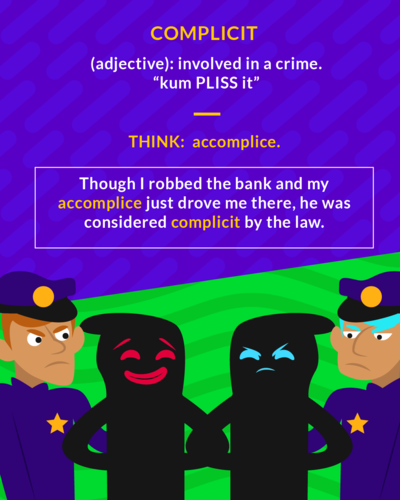 COMPLICIT
(adjective): involved in a crime.
“kum PLISS it”
THINK: accomplice.
Though I robbed the bank and my
accomplice just drove me there, he was
considered complicit by the law.